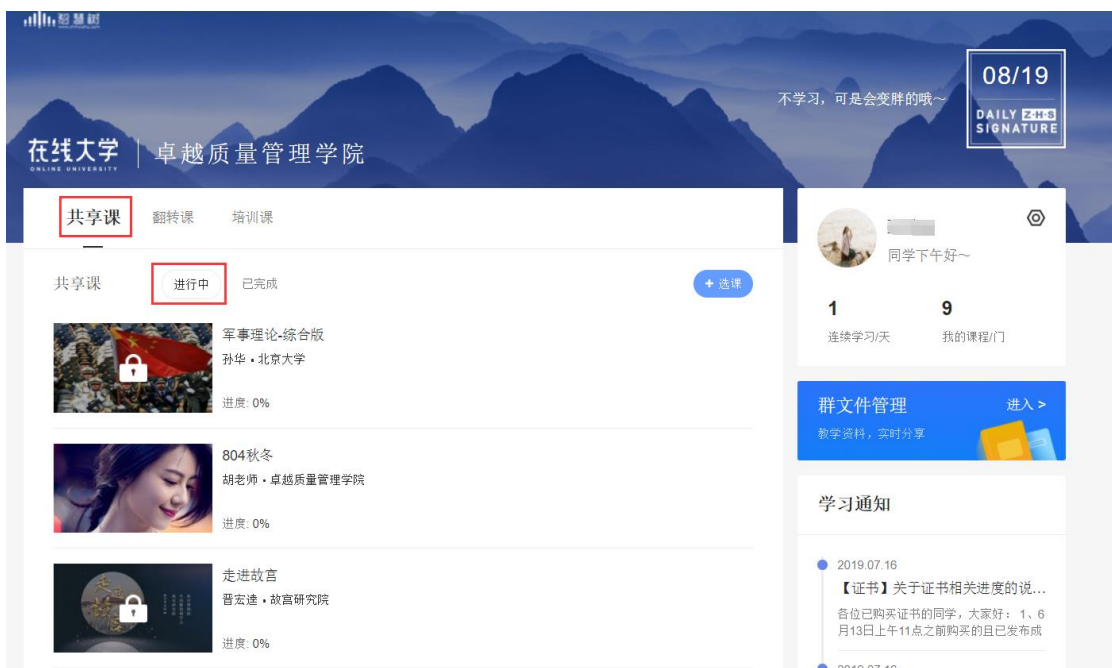 智慧树
不学习，可是会变胖的哦～
08/19
DAILY Z·H·S
SIGNATURE
在线大学
ONLINE UNIVERSITY
卓越质量管理学院
共享课 翻转课 培训课
同学下午好～
共享课 进行中 已完成 + 选课
1 9
连续学习/天 我的课程/门
军事理论-综合版
孙华 • 北京大学
进度: 0%
群文件管理 进入 >
教学资料，实时分享
804秋冬
胡老师 • 卓越质量管理学院
进度: 0%
学习通知
2019.07.16
【证书】关于证书相关进度的说...
各位已购买证书的同学，大家好： 1、6
月13日上午11点之前购买的且已发布成
走进故宫
晋宏逵 • 故宫研究院
进度: 0%